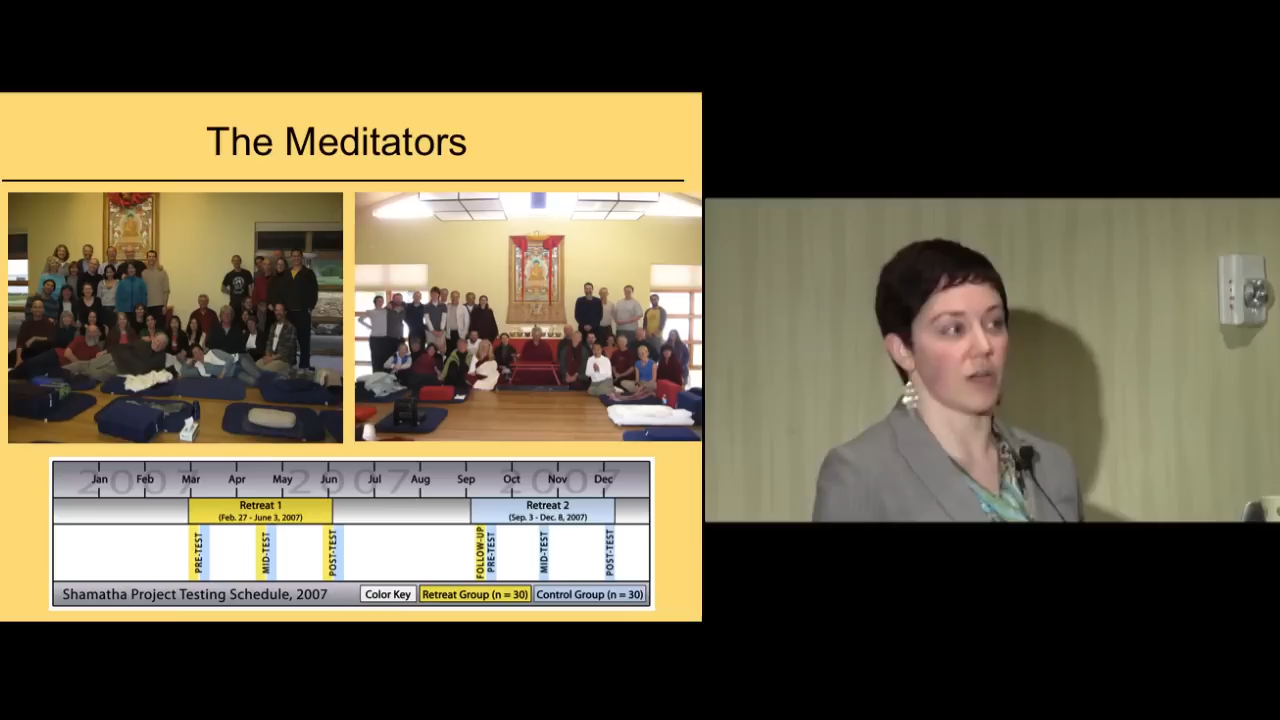 The Meditators
2007 2007 2007
Jan Feb Mar Apr May Jun Jul Aug Sep Oct Nov Dec
Retreat 1
(Feb. 27 - June 3, 2007)
Retreat 2
(Sep. 3 - Dec. 8, 2007)
PRE-TEST
MID-TEST
POST-TEST
FOLLOW-UP
PRE-TEST
MID-TEST
POST-TEST
Shamatha Project Testing Schedule, 2007
Color Key
Retreat Group (n = 30)
Control Group (n = 30)